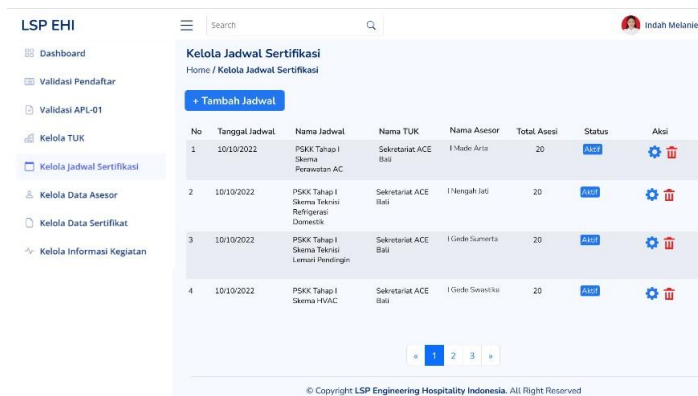 LSP EHI
Search
Indah Melanie
Dashboard
Validasi Pendaftar
Validasi APL-01
Kelola TUK
Kelola Jadwal Sertifikasi
Kelola Data Asesor
Kelola Data Sertifikat
Kelola Informasi Kegiatan
Kelola Jadwal Sertifikasi
Home / Kelola Jadwal Sertifikasi
+ Tambah Jadwal
No Tanggal Jadwal Nama Jadwal Nama TUK Nama Asesor Total Asesi Status Aksi
1 10/10/2022 PSKK Tahap I Sekretariat ACE I Made Arta 20 Aktif
Skema Bali
Perawatan AC
2 10/10/2022 PSKK Tahap I Sekretariat ACE I Nengah Jati 20 Aktif
Skema Teknisi Bali
Refrigerasi
Domestik
3 10/10/2022 PSKK Tahap I Sekretariat ACE I Gede Sumerta 20 Aktif
Skema Teknisi Bali
Lemari Pendingin
4 10/10/2022 PSKK Tahap I Sekretariat ACE I Gede Swastika 20 Aktif
Skema HVAC Bali
« 1 2 3 »
© Copyright LSP Engineering Hospitality Indonesia. All Right Reserved